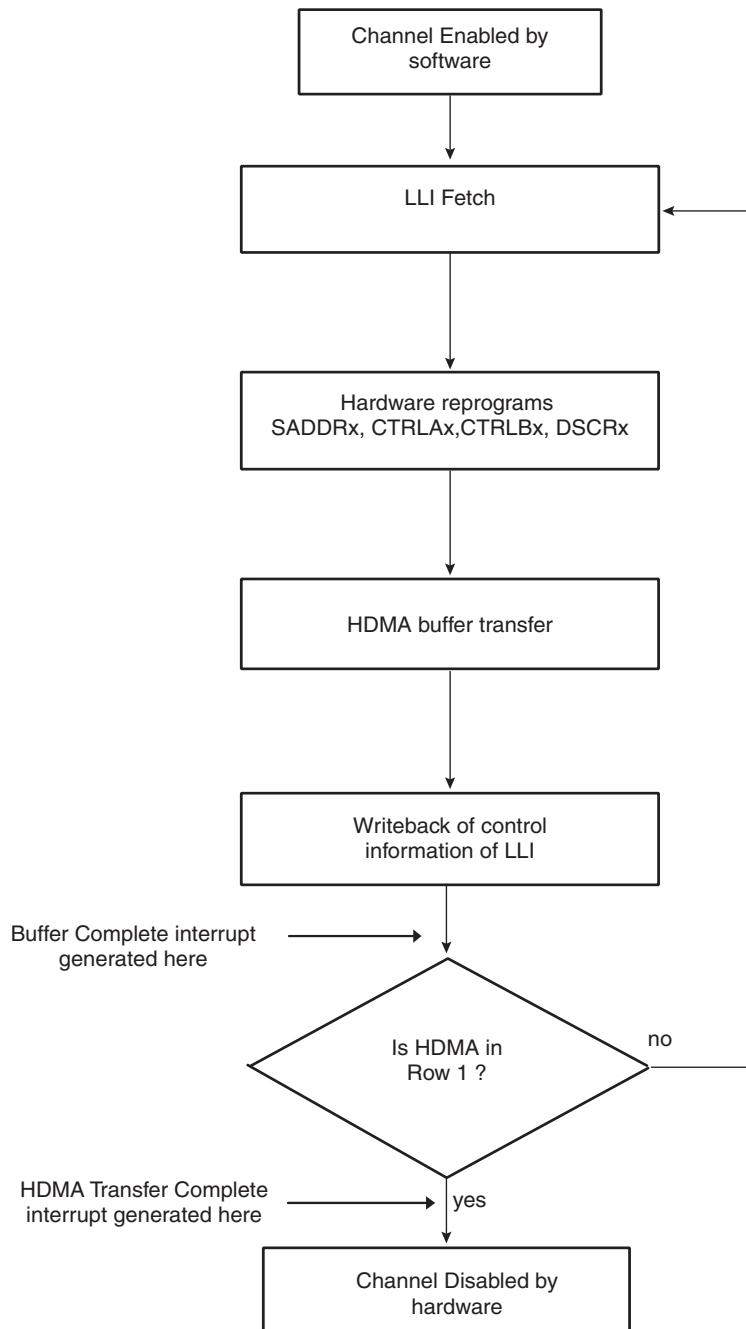 Channel Enabled by
software
LLI Fetch
Hardware reprograms
SADDRx, CTRLAx,CTRLBx, DSCRx
HDMA buffer transfer
Writeback of control
information of LLI
Buffer Complete interrupt
generated here
Is HDMA in
Row 1 ?
no
HDMA Transfer Complete
interrupt generated here
yes
Channel Disabled by
hardware